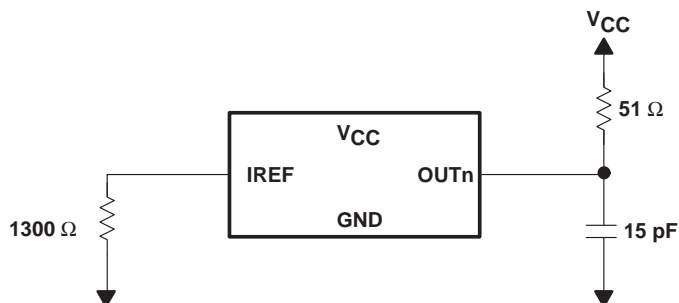 VCC
51 Ω
VCC
IREF
OUTn
1300 Ω
GND
15 pF